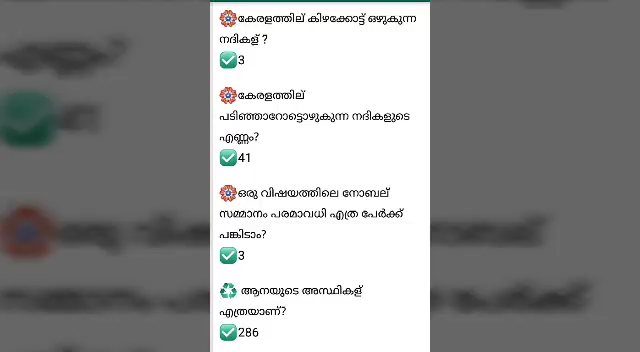 🏵️കേരളത്തില് കിഴക്കോട്ട് ഒഴുകുന്ന
നദികള് ?
✅3
🏵️കേരളത്തില്
പടിഞ്ഞാറോട്ടൊഴുകുന്ന നദികളുടെ
എണ്ണം?
✅41
🏵️ഒരു വിഷയത്തിലെ നോബല്
സമ്മാനം പരമാവധി എത്ര പേർക്ക്
പങ്കിടാം?
✅3
♻️ ആനയുടെ അസ്ഥികള്
എത്രയാണ്?
✅286